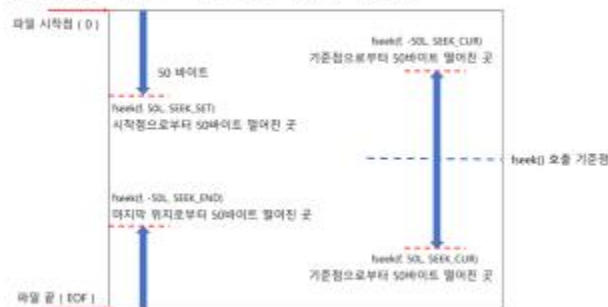 파일 시작점 ( 0 )
50 바이트
fseek(f, 50L, SEEK_SET)
시작점으로부터 50바이트 떨어진 곳
fseek(f, -50L, SEEK_END)
마지막 위치로부터 50바이트 떨어진 곳
파일 끝 ( EOF )
fseek(f, -50L, SEEK_CUR)
기준점으로부터 50바이트 떨어진 곳
fseek() 호출 기준점
fseek(f, 50L, SEEK_CUR)
기준점으로부터 50바이트 떨어진 곳